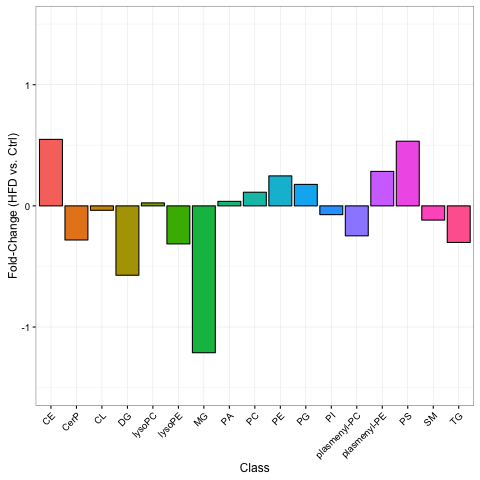 Fold-Change (HFD vs. Ctrl)
1
0
-1
CE
CerP
CL
DG
lysoPC
lysoPE
MG
PA
PC
PE
PG
PI
plasmenyl-PC
plasmenyl-PE
PS
SM
TG
Class